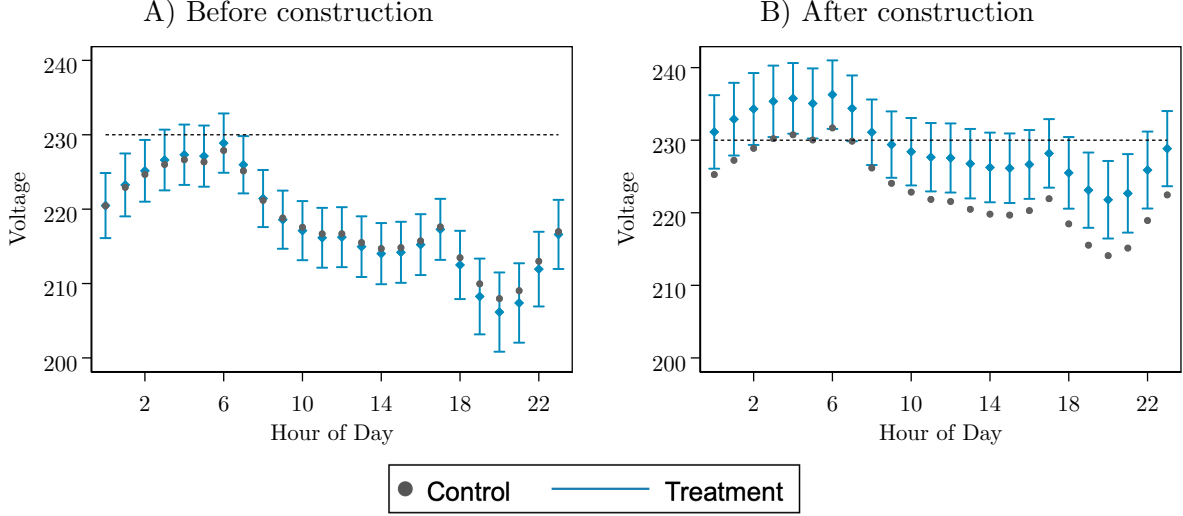 A) Before construction
240
230
220
210
200
Voltage
2 6 10 14 18 22
Hour of Day
B) After construction
240
230
220
210
200
Voltage
2 6 10 14 18 22
Hour of Day
Control Treatment